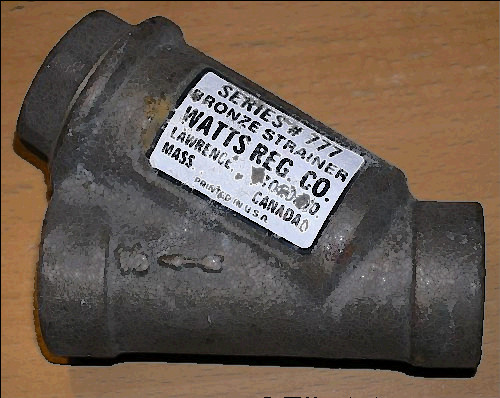 SERIES # 777
BRONZE STRAINER
WATTS REG. CO.
LAWRENCE,
MASS. CANADA
PRINTED IN U.S.A.